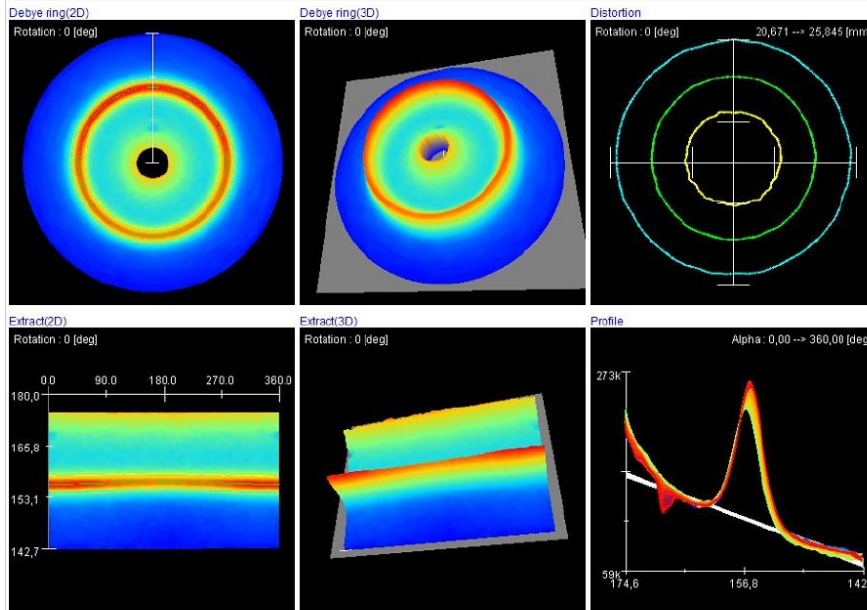 Debye ring(2D)
Rotation : 0 [deg]
Debye ring(3D)
Rotation : 0 [deg]
Distortion
Rotation : 0 [deg]
20,671 --> 25,845 [mm
Extract(2D)
Rotation : 0 [deg]
0.0 90.0 180.0 270.0 360.0
180,0
165,8
153,1
142,7
Extract(3D)
Rotation : 0 [deg]
Profile
Alpha : 0,00 --> 360,00 [deg
273k
59k
174,6 156,8 142